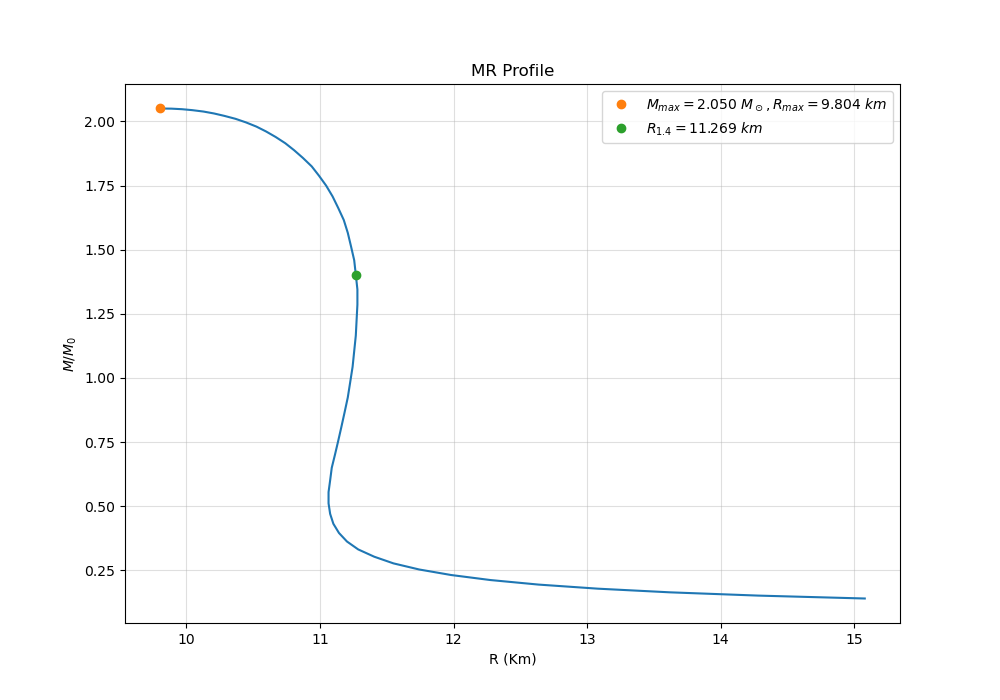 MR Profile
M_max = 2.050 M_⊙, R_max = 9.804 km
R_1.4 = 11.269 km
M/M_0
2.00
1.75
1.50
1.25
1.00
0.75
0.50
0.25
10 11 12 13 14 15
R (Km)